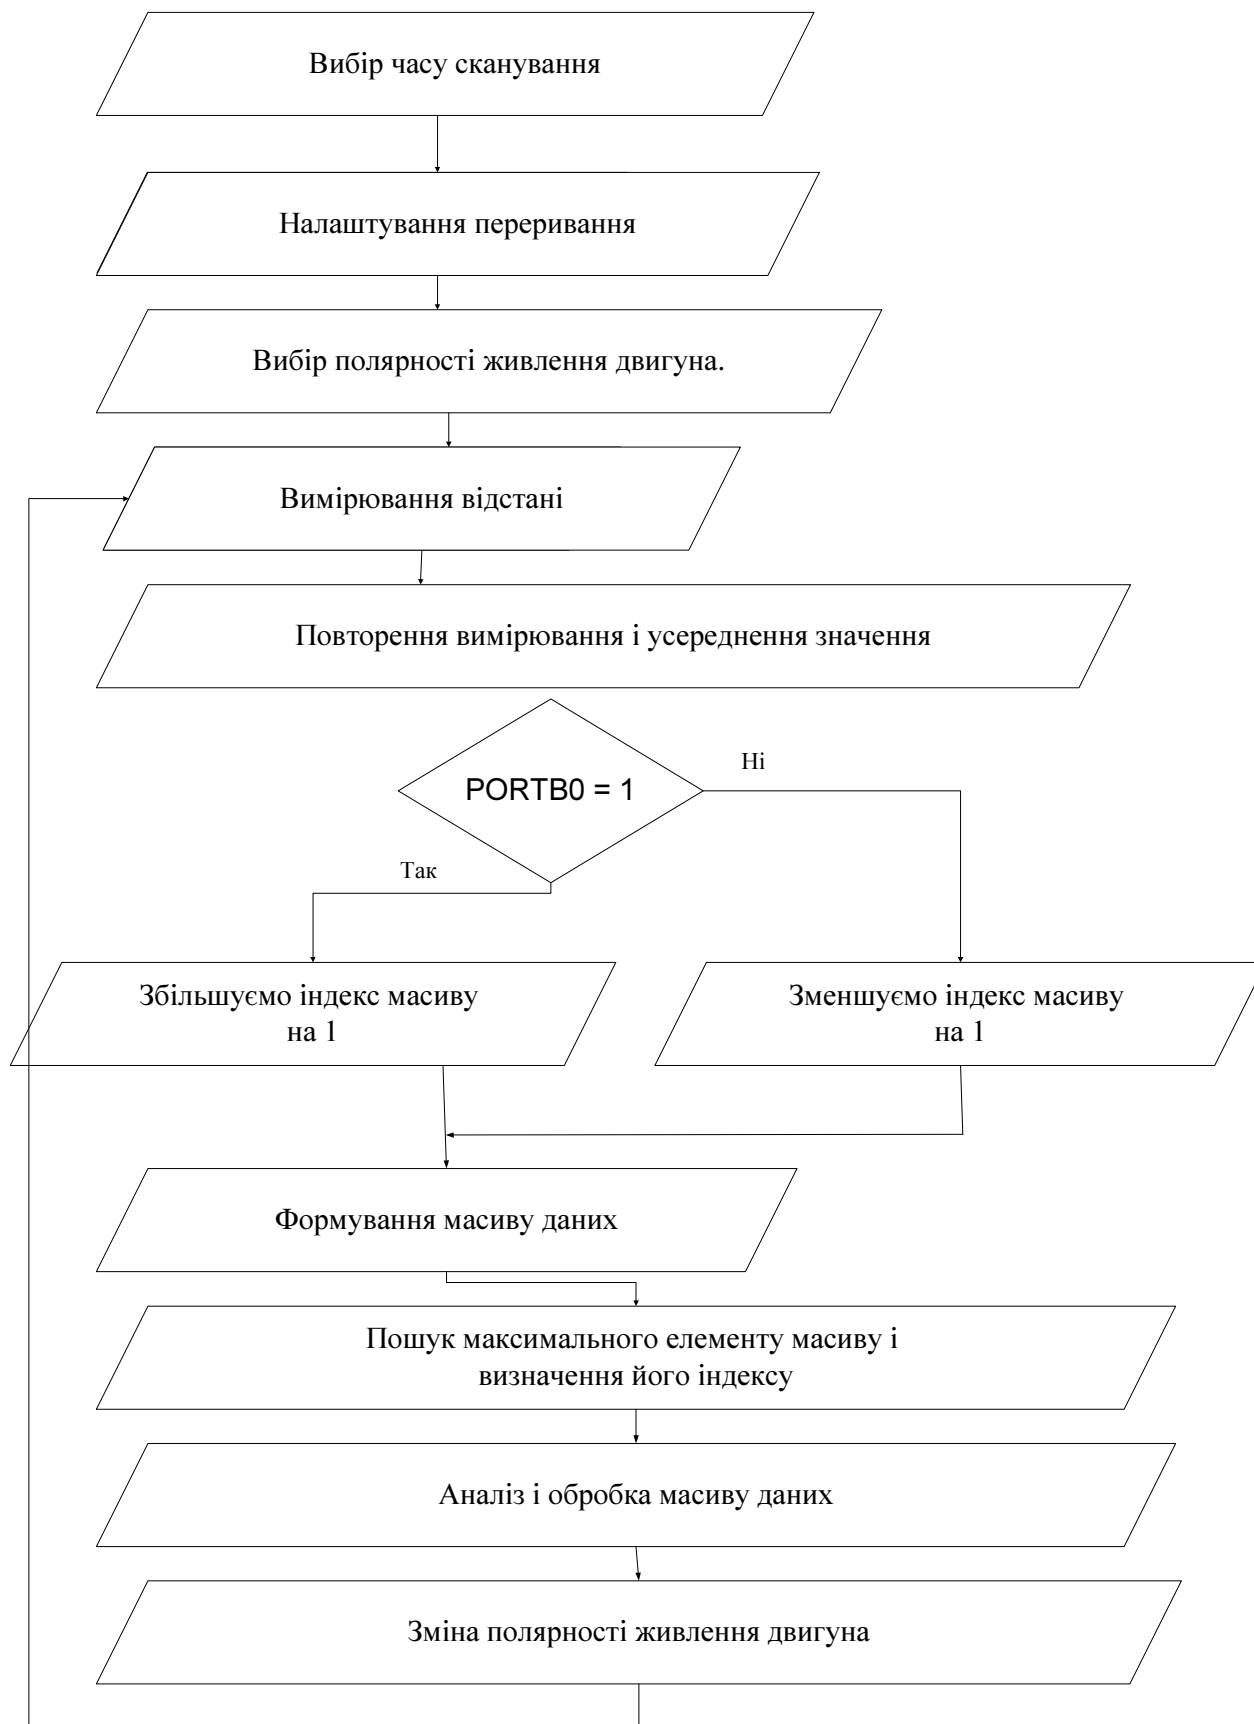 Вибір часу сканування
Налаштування переривання
Вибір полярності живлення двигуна.
Вимірювання відстані
Повторення вимірювання і усереднення значення
Ні
PORTB0 = 1
Так
Збільшуємо індекс масиву
на 1
Зменшуємо індекс масиву
на 1
Формування масиву даних
Пошук максимального елементу масиву і
визначення його індексу
Аналіз і обробка масиву даних
Зміна полярності живлення двигуна